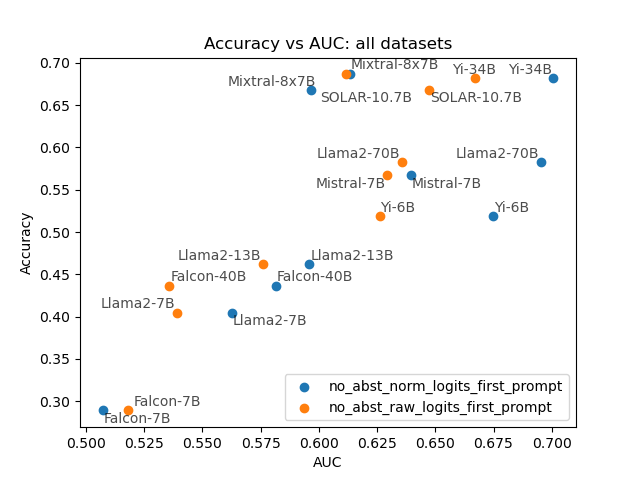 Accuracy vs AUC: all datasets
0.70
Mixtral-8x7B
Yi-34B
Yi-34B
Mixtral-8x7B
SOLAR-10.7B
SOLAR-10.7B
0.65
0.60
Llama2-70B
Llama2-70B
Mistral-7B
Mistral-7B
0.55
Yi-6B
Yi-6B
0.50
Llama2-13B
Llama2-13B
0.45
Falcon-40B
Falcon-40B
Llama2-7B
0.40
Llama2-7B
0.35
0.30
Falcon-7B
Falcon-7B
Accuracy
no_abst_norm_logits_first_prompt
no_abst_raw_logits_first_prompt
0.500 0.525 0.550 0.575 0.600 0.625 0.650 0.675 0.700
AUC